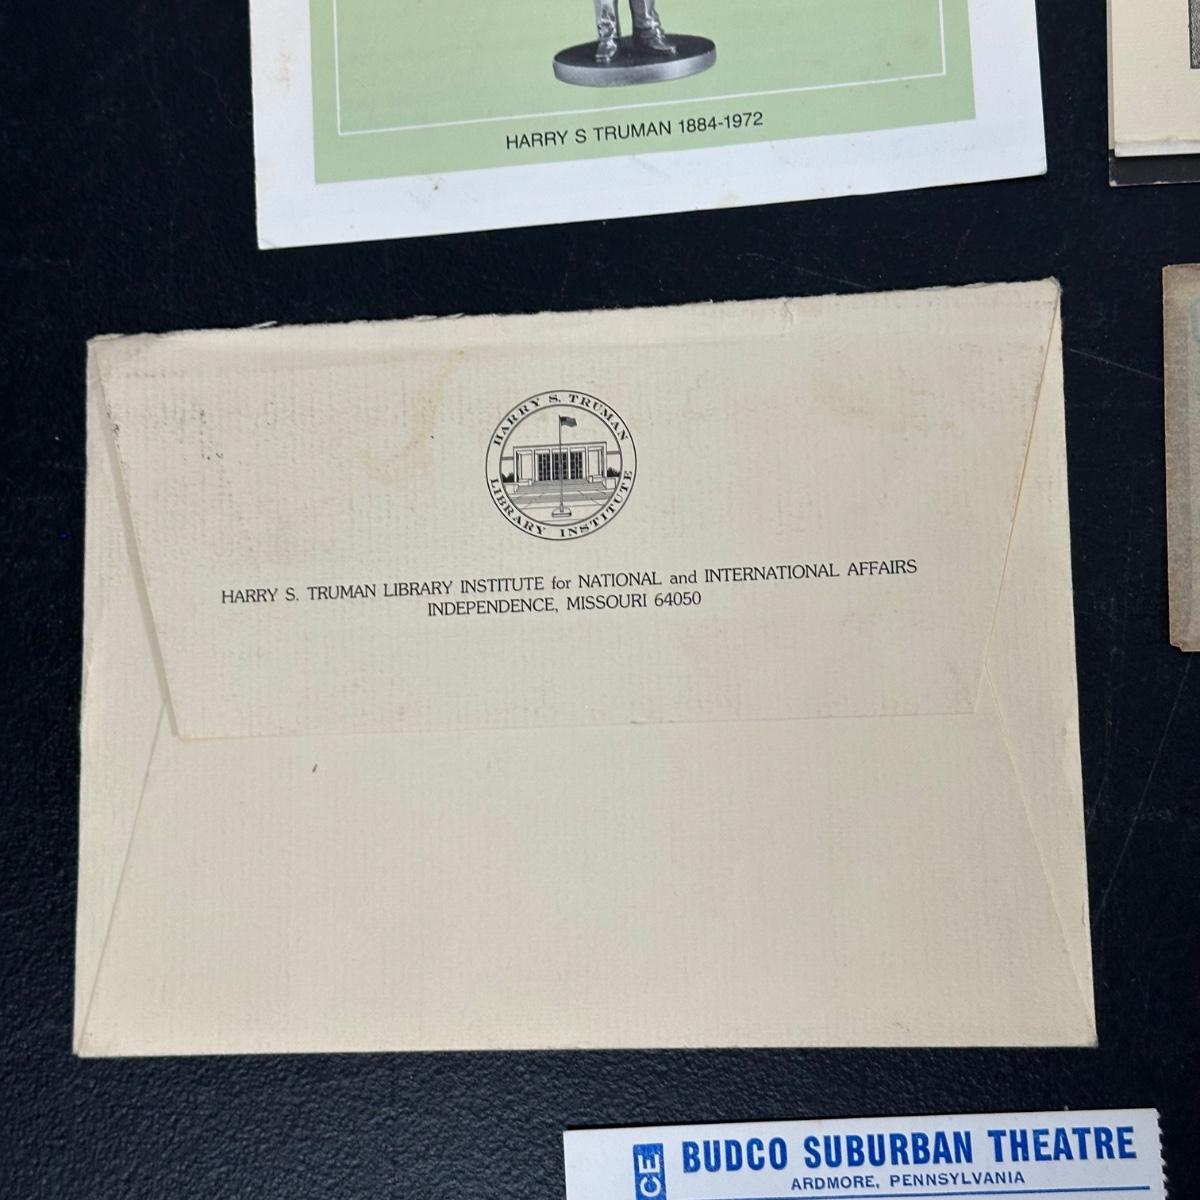 HARRY S TRUMAN 1884-1972
HARRY S. TRUMAN
LIBRARY INSTITUTE
HARRY S. TRUMAN LIBRARY INSTITUTE for NATIONAL and INTERNATIONAL AFFAIRS
INDEPENDENCE, MISSOURI 64050
CE
BUDCO SUBURBAN THEATRE
ARDMORE, PENNSYLVANIA